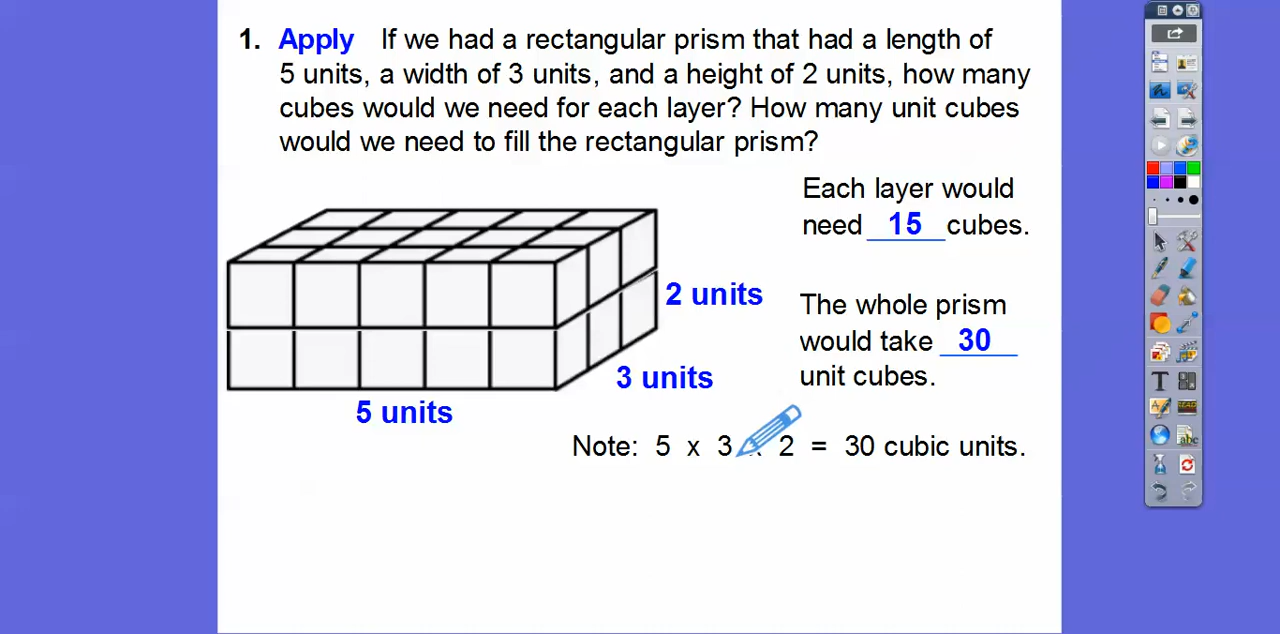 1. Apply If we had a rectangular prism that had a length of
5 units, a width of 3 units, and a height of 2 units, how many
cubes would we need for each layer? How many unit cubes
would we need to fill the rectangular prism?
Each layer would
need 15 cubes.
2 units
The whole prism
would take 30
unit cubes.
3 units
5 units
Note: 5 x 3 x 2 = 30 cubic units.